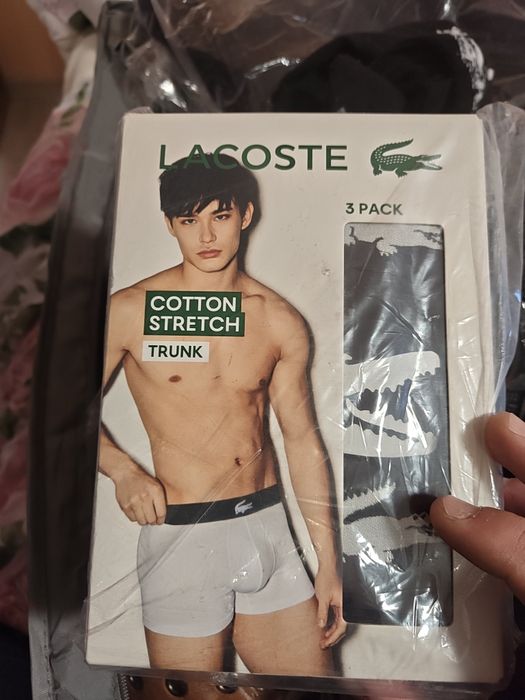 LACOSTE
3 PACK
COTTON
STRETCH
TRUNK